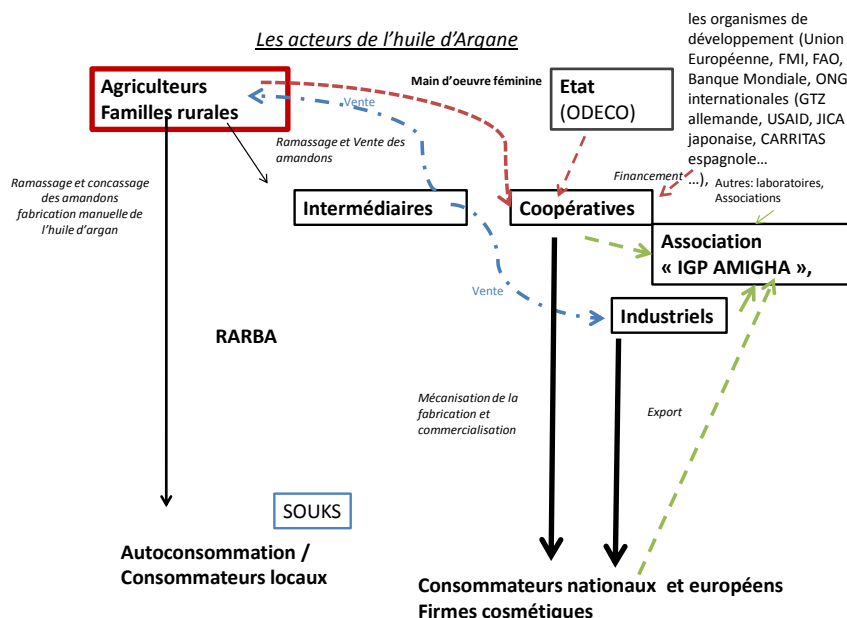 Les acteurs de l'huile d'Argane
les organismes de
développement (Union
Européenne, FMI, FAO,
Banque Mondiale, ONG
internationales (GTZ
allemande, USAID, JICA
japonaise, CARRITAS
espagnole...
...),
Agriculteurs
Familles rurales
Main d'oeuvre féminine
Etat
(ODECO)
Vente
Ramassage et Vente des
amandons
Ramassage et concassage
des amandons
fabrication manuelle de
l'huile d'argan
Financement
Autres: laboratoires,
Associations
Intermédiaires
Coopératives
Association
« IGP AMIGHA »,
Vente
Industriels
RARBA
Mécanisation de la
fabrication et
commercialisation
Export
SOUKS
Autoconsommation /
Consommateurs locaux
Consommateurs nationaux et européens
Firmes cosmétiques